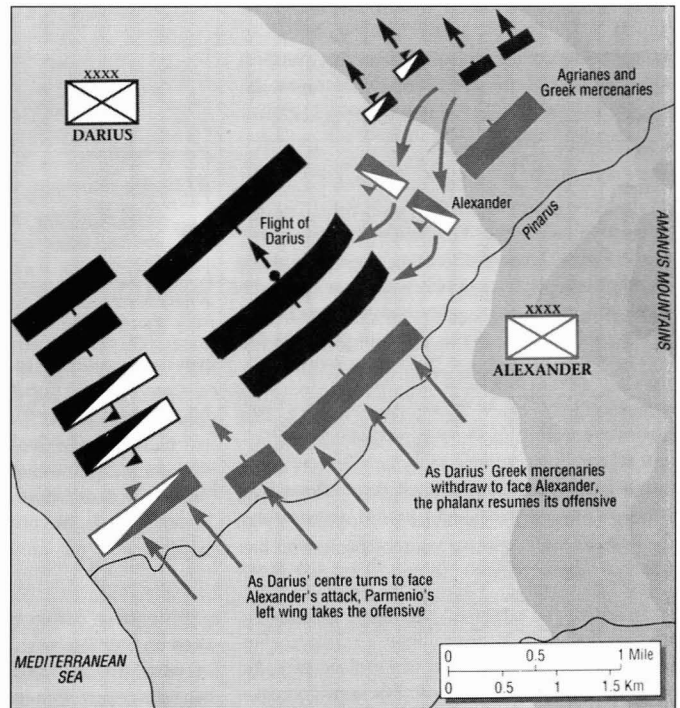 XXXX
DARIUS
Agrianes and
Greek mercenaries
Alexander
Flight of
Darius
Pinarus
AMANUS MOUNTAINS
XXXX
ALEXANDER
As Darius' Greek mercenaries
withdraw to face Alexander,
the phalanx resumes its offensive
As Darius' centre turns to face
Alexander's attack, Parmenio's
left wing takes the offensive
MEDITERRANEAN
SEA
0 0.5 1 Mile
0 0.5 1 1.5 Km